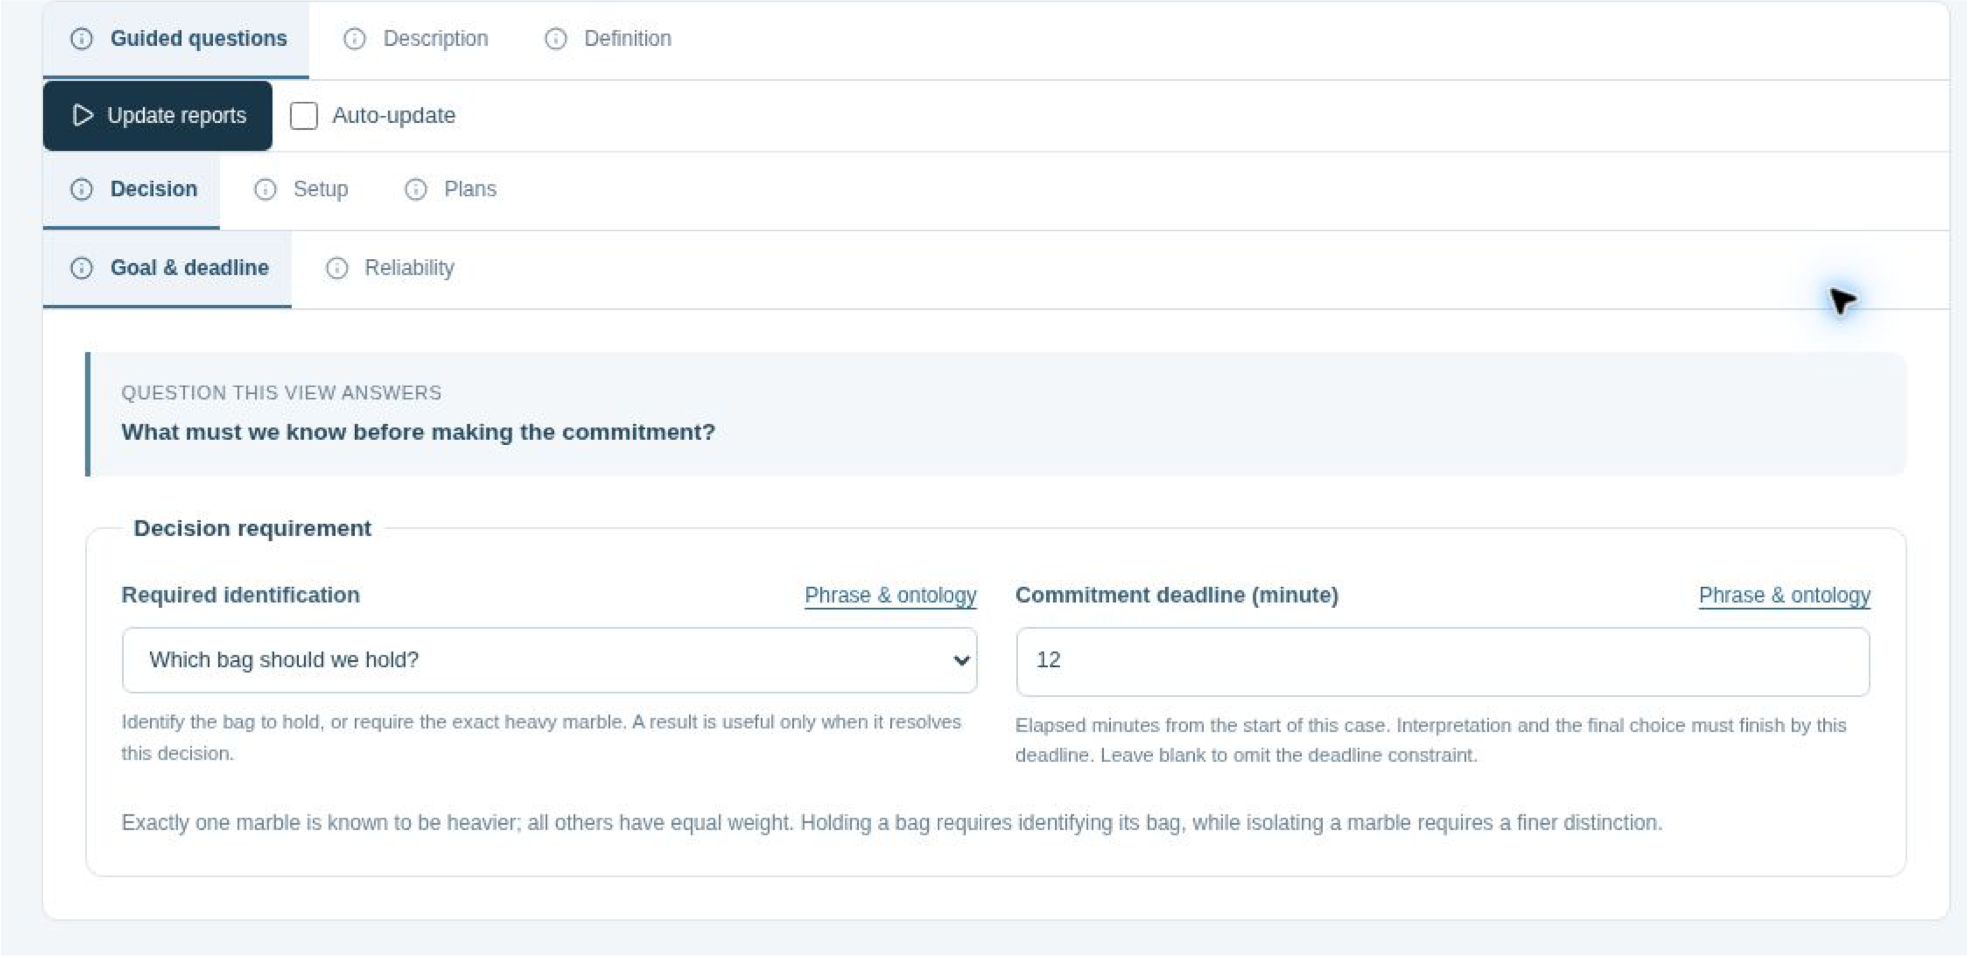 Guided questions Description Definition
Update reports Auto-update
Decision Setup Plans
Goal & deadline Reliability
QUESTION THIS VIEW ANSWERS
What must we know before making the commitment?
Decision requirement
Required identification Phrase & ontology
Which bag should we hold?
Identify the bag to hold, or require the exact heavy marble. A result is useful only when it resolves
this decision.
Commitment deadline (minute) Phrase & ontology
12
Elapsed minutes from the start of this case. Interpretation and the final choice must finish by this
deadline. Leave blank to omit the deadline constraint.
Exactly one marble is known to be heavier; all others have equal weight. Holding a bag requires identifying its bag, while isolating a marble requires a finer distinction.